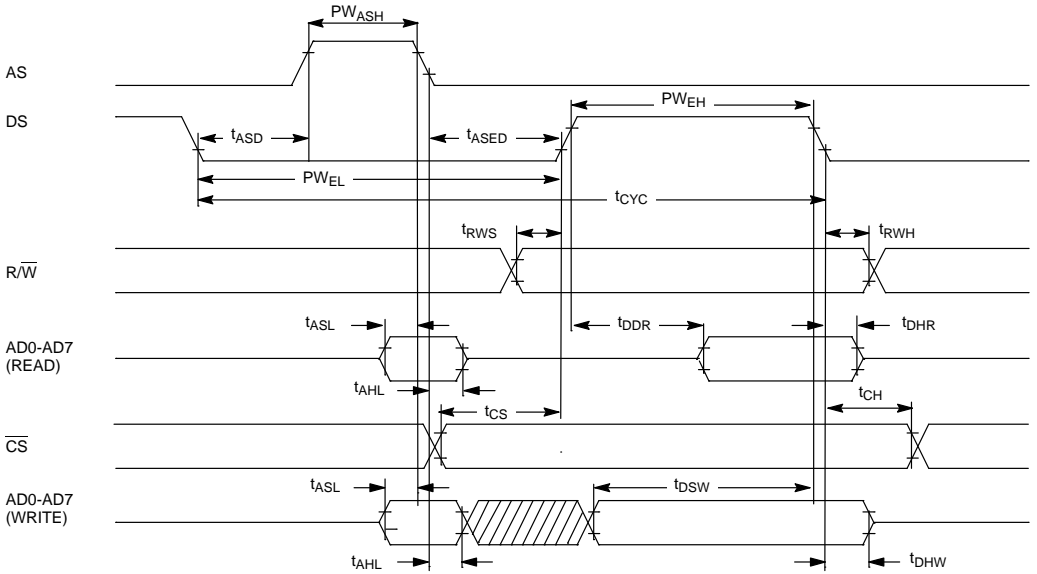 PWASH
AS
PWEH
DS
tASD
tASED
PWEL
tCYC
tRWS
tRWH
R/W̅
tASL
tDDR
tDHR
AD0-AD7
(READ)
tAHL
tCS
tCH
C̅S̅
tASL
tDSW
AD0-AD7
(WRITE)
tAHL
tDHW